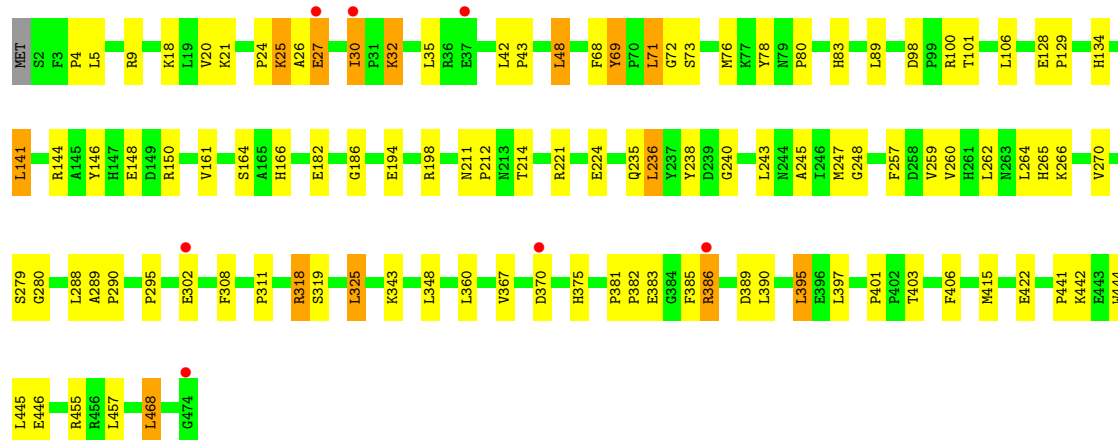 MET S2 F3 P4 L5 R9 K18 L19 V20 K21 P24 K25 A26 E27 I30 P31 K32 L35 R36 E37 L42 P43 L48 F68 Y69 P70 L71 G72 S73 M76 K77 Y78 N79 P80 H83 L89 D98 P99 R100 T101 L106 E128 P129 H134
L141 R144 A145 Y146 H147 E148 D149 R150 V161 S164 A165 H166 E182 G186 E194 R198 N211 P212 N213 T214 R221 E224 Q235 L236 Y237 Y238 D239 G240 L243 N244 A245 I246 M247 G248 F257 D258 V259 V260 H261 L262 N263 L264 H265 K266 V270
S279 G280 L288 A289 P290 P295 E302 F308 P311 R318 S319 L325 K343 L348 L360 V367 D370 H375 P381 P382 E383 G384 F385 R386 D389 L390 L395 E396 L397 P401 P402 T403 F406 M415 E422 P441 K442 E443 W444
L445 E446 R455 R456 L457 L468 G474